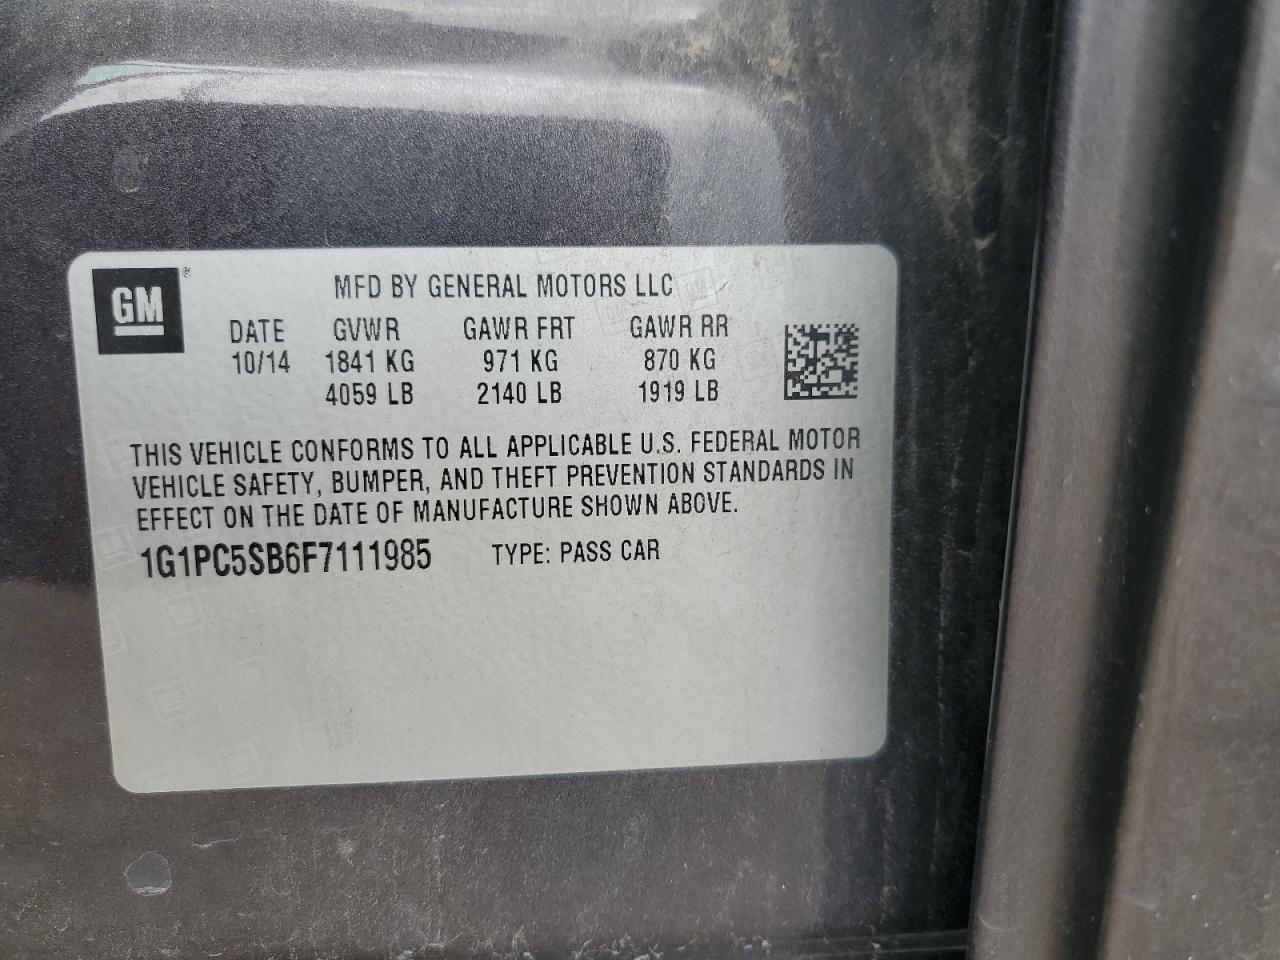 GM
MFD BY GENERAL MOTORS LLC
DATE GVWR GAWR FRT GAWR RR
10/14 1841 KG 971 KG 870 KG
4059 LB 2140 LB 1919 LB
THIS VEHICLE CONFORMS TO ALL APPLICABLE U.S. FEDERAL MOTOR
VEHICLE SAFETY, BUMPER, AND THEFT PREVENTION STANDARDS IN
EFFECT ON THE DATE OF MANUFACTURE SHOWN ABOVE.
1G1PC5SB6F7111985 TYPE: PASS CAR